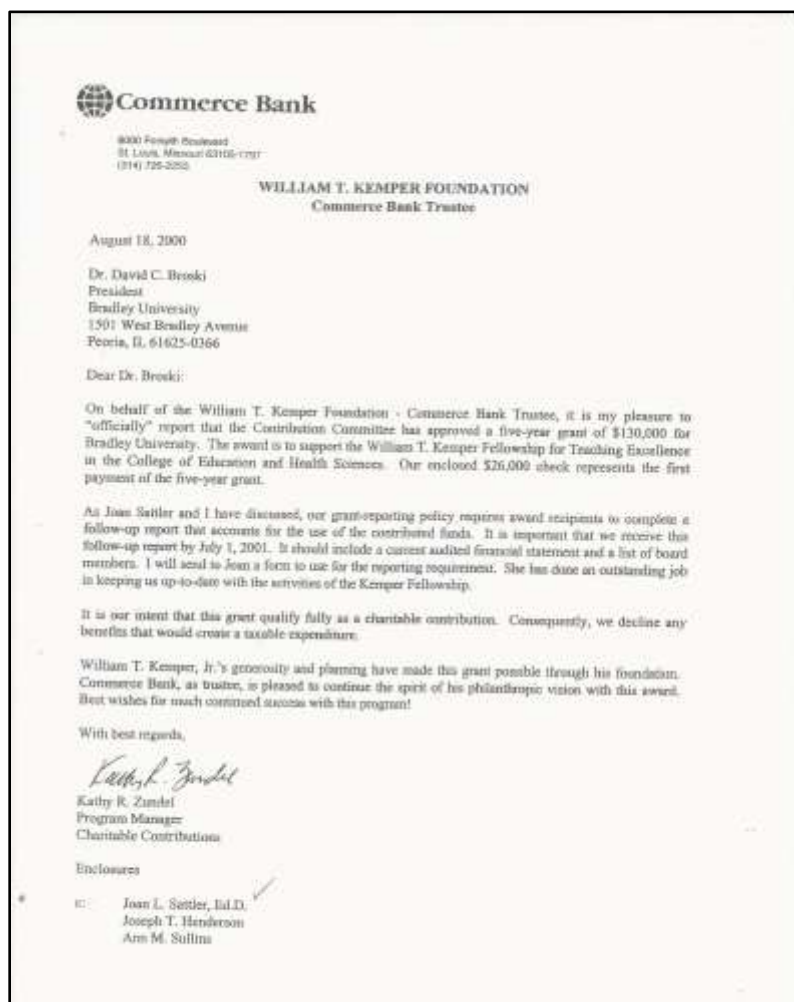 Commerce Bank
8000 Forsyth Boulevard
St. Louis, Missouri 63105-1797
(314) 726-2255
WILLIAM T. KEMPER FOUNDATION
Commerce Bank Trustee
August 18, 2000
Dr. David C. Broski
President
Bradley University
1501 West Bradley Avenue
Peoria, IL 61625-0366
Dear Dr. Broski:
On behalf of the William T. Kemper Foundation - Commerce Bank Trustee, it is my pleasure to
"officially" report that the Contribution Committee has approved a five-year grant of $130,000 for
Bradley University. The award is to support the William T. Kemper Fellowship for Teaching Excellence
in the College of Education and Health Sciences. Our enclosed $26,000 check represents the first
payment of the five-year grant.
As Joan Sattler and I have discussed, our grant-reporting policy requires award recipients to complete a
follow-up report that accounts for the use of the contributed funds. It is important that we receive this
follow-up report by July 1, 2001. It should include a current audited financial statement and a list of board
members. I will send to Joan a form to use for the reporting requirement. She has done an outstanding job
in keeping us up-to-date with the activities of the Kemper Fellowship.
It is our intent that this grant qualify fully as a charitable contribution. Consequently, we decline any
benefits that would create a taxable expenditure.
William T. Kemper, Jr.'s generosity and planning have made this grant possible through his foundation.
Commerce Bank, as trustee, is pleased to continue the spirit of his philanthropic vision with this award.
Best wishes for much continued success with this program!
With best regards,
Kathy R. Zundel
Kathy R. Zundel
Program Manager
Charitable Contributions
Enclosures
c: Joan L. Sattler, Ed.D.
Joseph T. Henderson
Ann M. Sullins